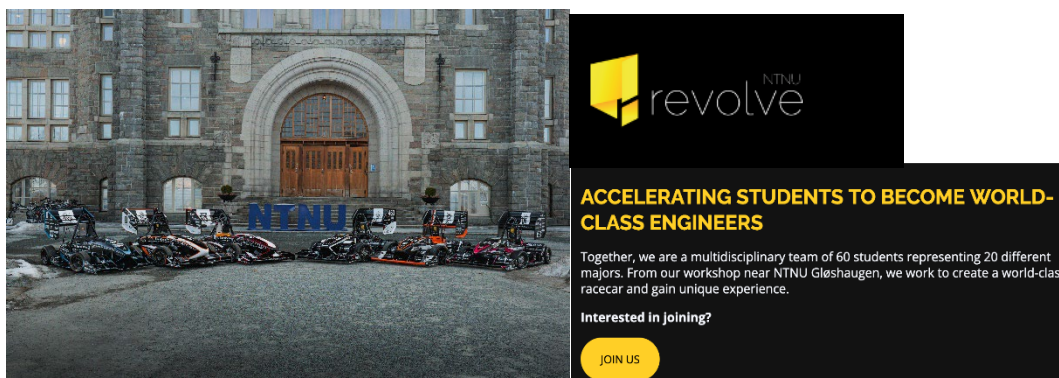 NTNU
NTNU
revolve
ACCELERATING STUDENTS TO BECOME WORLD-
CLASS ENGINEERS
Together, we are a multidisciplinary team of 60 students representing 20 different
majors. From our workshop near NTNU Gløshaugen, we work to create a world-clas
racecar and gain unique experience.
Interested in joining?
JOIN US